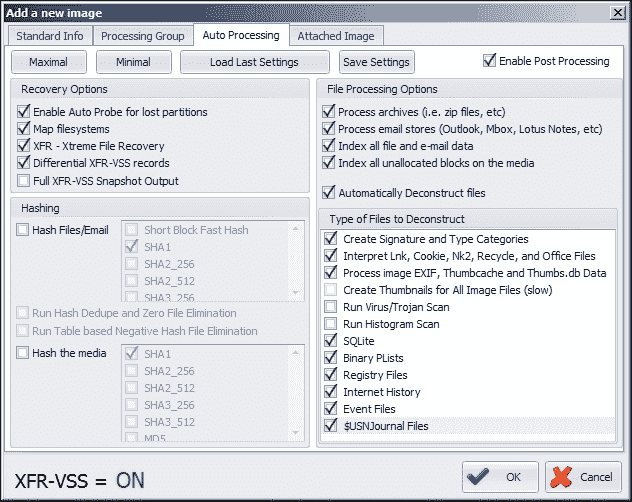 Add a new image
Standard Info
Processing Group
Auto Processing
Attached Image
Maximal
Minimal
Load Last Settings
Save Settings
Enable Post Processing
Recovery Options
Enable Auto Probe for lost partitions
Map filesystems
XFR - Xtreme File Recovery
Differential XFR-VSS records
Full XFR-VSS Snapshot Output
Hashing
Hash Files/Email
Short Block Fast Hash
SHA1
SHA2_256
SHA2_512
SHA3_256
Run Hash Dedupe and Zero File Elimination
Run Table based Negative Hash File Elimination
Hash the media
SHA1
SHA2_256
SHA2_512
SHA3_256
SHA3_512
MD5
File Processing Options
Process archives (i.e. zip files, etc)
Process email stores (Outlook, Mbox, Lotus Notes, etc)
Index all file and e-mail data
Index all unallocated blocks on the media
Automatically Deconstruct files
Type of Files to Deconstruct
Create Signature and Type Categories
Interpret Lnk, Cookie, Nk2, Recycle, and Office Files
Process image EXIF, Thumbcache and Thumbs.db Data
Create Thumbnails for All Image Files (slow)
Run Virus/Trojan Scan
Run Histogram Scan
SQLite
Binary PLists
Registry Files
Internet History
Event Files
$USNJournal Files
XFR-VSS = ON
OK
Cancel